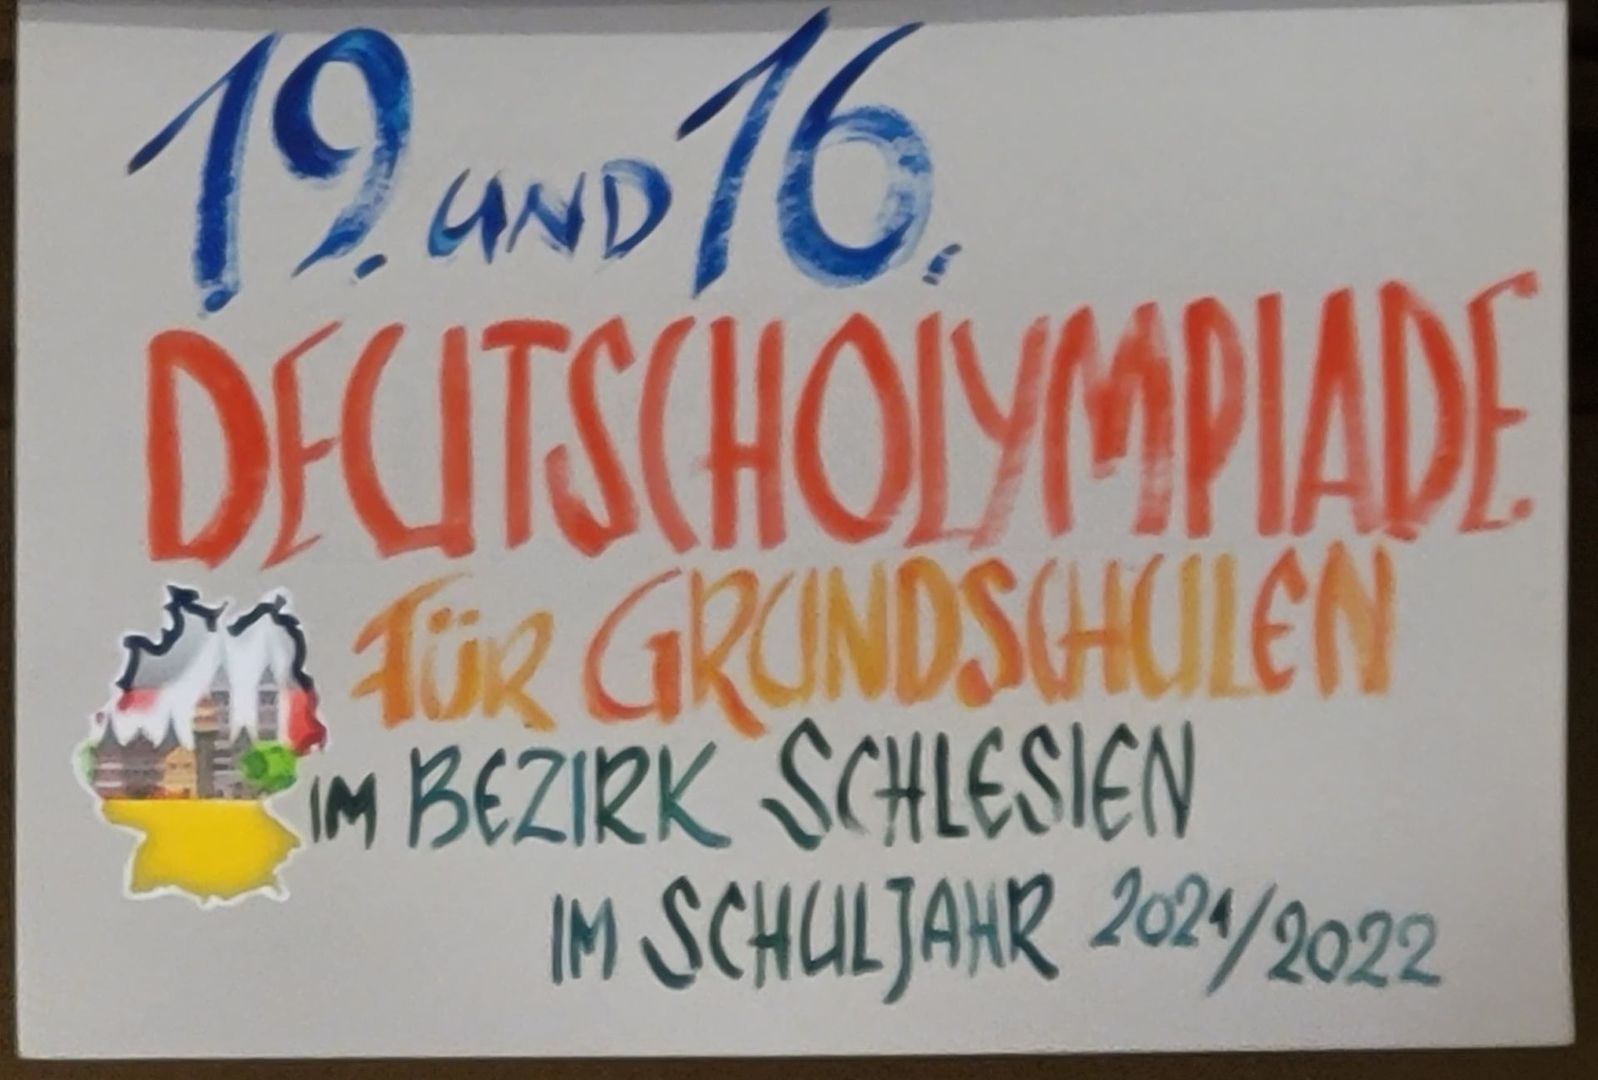 19. UND 16.
DEUTSCHOLYMPIADE
FÜR GRUNDSCHULEN
IM BEZIRK SCHLESIEN
IM SCHULJAHR 2021/2022